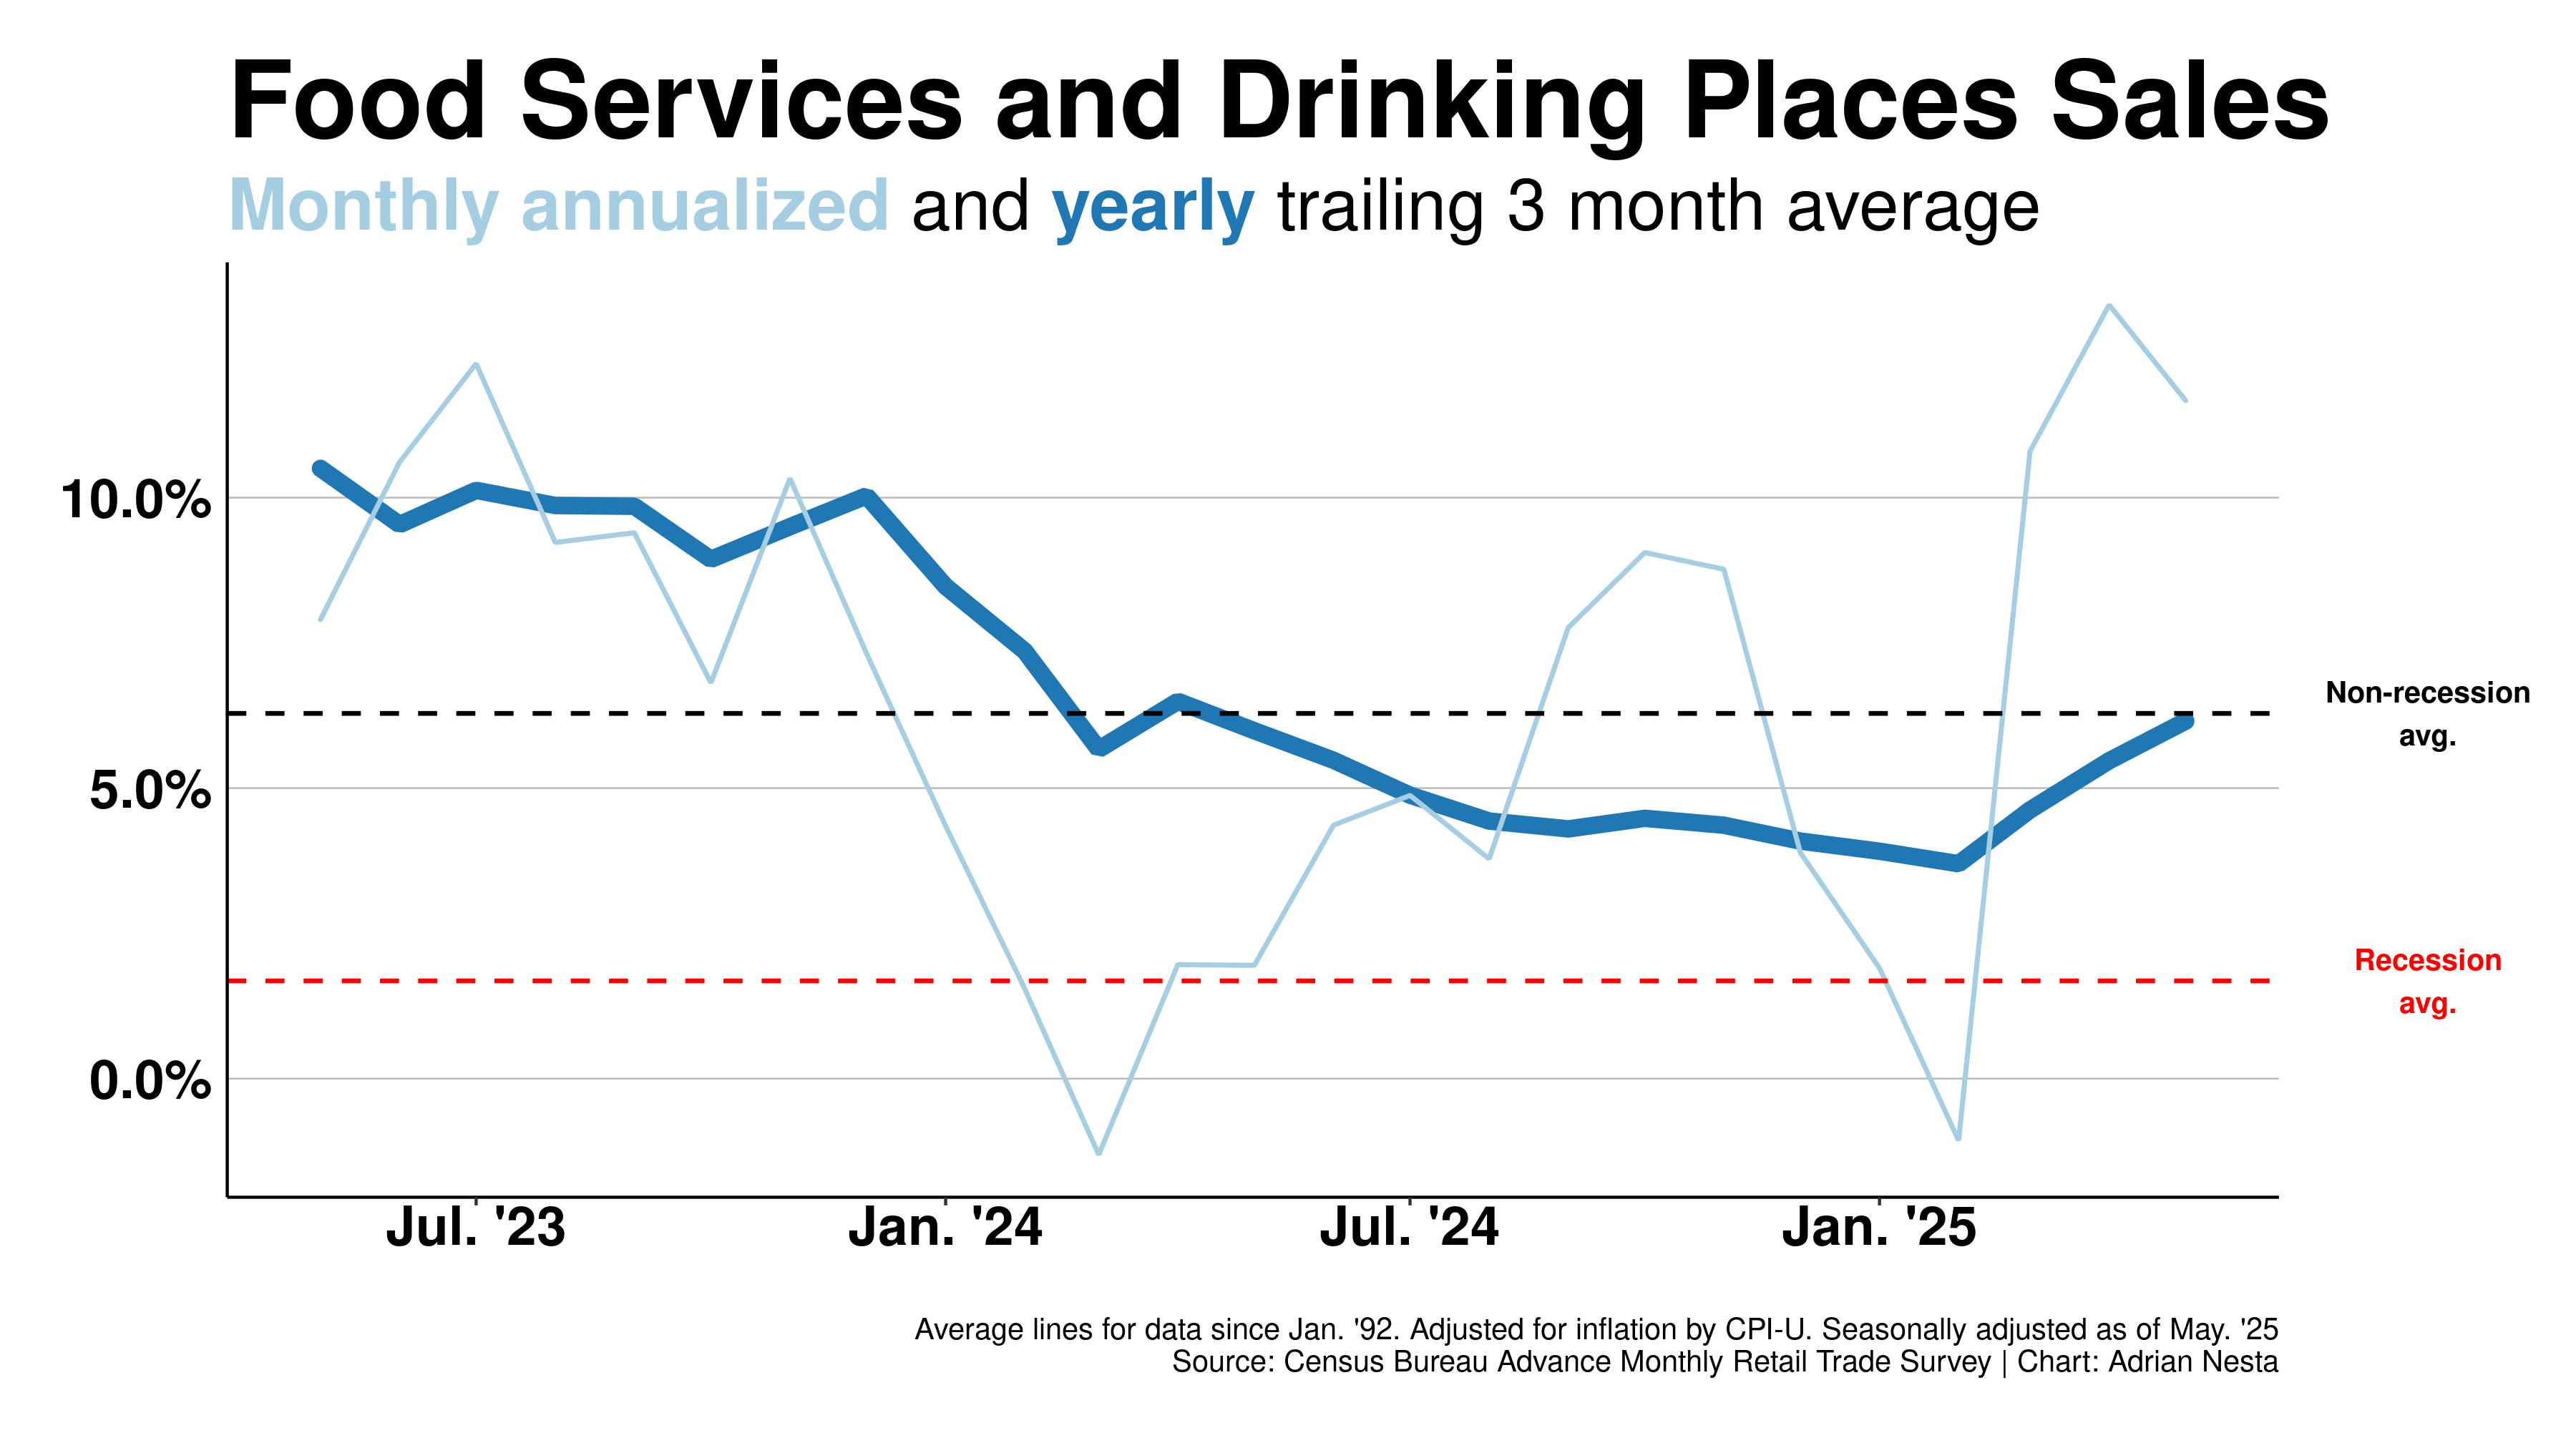 Food Services and Drinking Places Sales
Monthly annualized and yearly trailing 3 month average
10.0%
5.0%
0.0%
Non-recession
avg.
Recession
avg.
Jul. '23
Jan. '24
Jul. '24
Jan. '25
Average lines for data since Jan. '92. Adjusted for inflation by CPI-U. Seasonally adjusted as of May. '25
Source: Census Bureau Advance Monthly Retail Trade Survey | Chart: Adrian Nesta